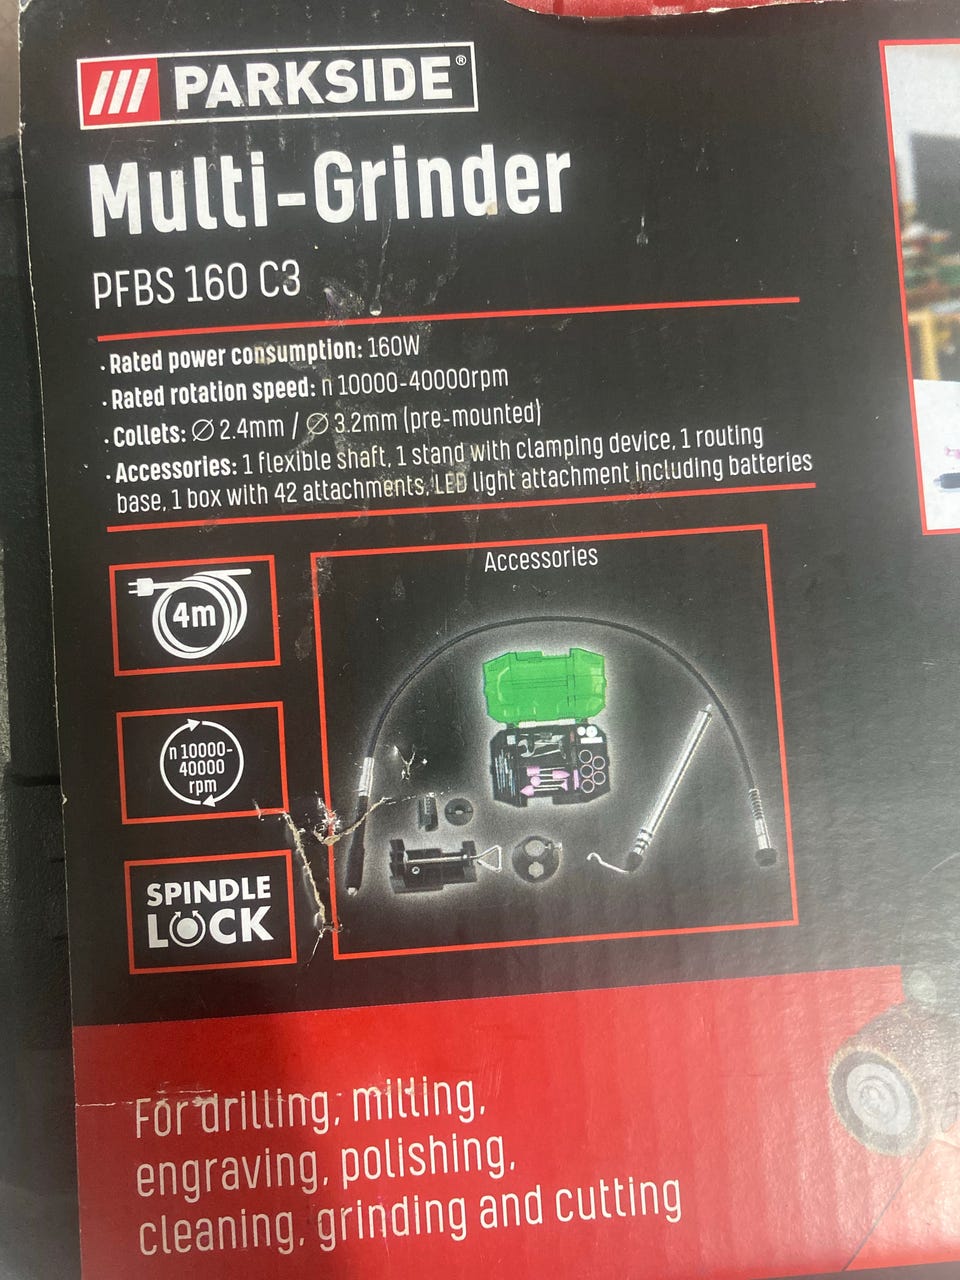 PARKSIDE®
Multi-Grinder
PFBS 160 C3
· Rated power consumption: 160W
· Rated rotation speed: n 10000-40000rpm
· Collets: ∅ 2.4mm / ∅ 3.2mm (pre-mounted)
· Accessories: 1 flexible shaft, 1 stand with clamping device, 1 routing
base, 1 box with 42 attachments, LED light attachment including batteries
Accessories
4m
n 10000-
40000
rpm
SPINDLE
LOCK
For drilling, milling,
engraving, polishing,
cleaning, grinding and cutting